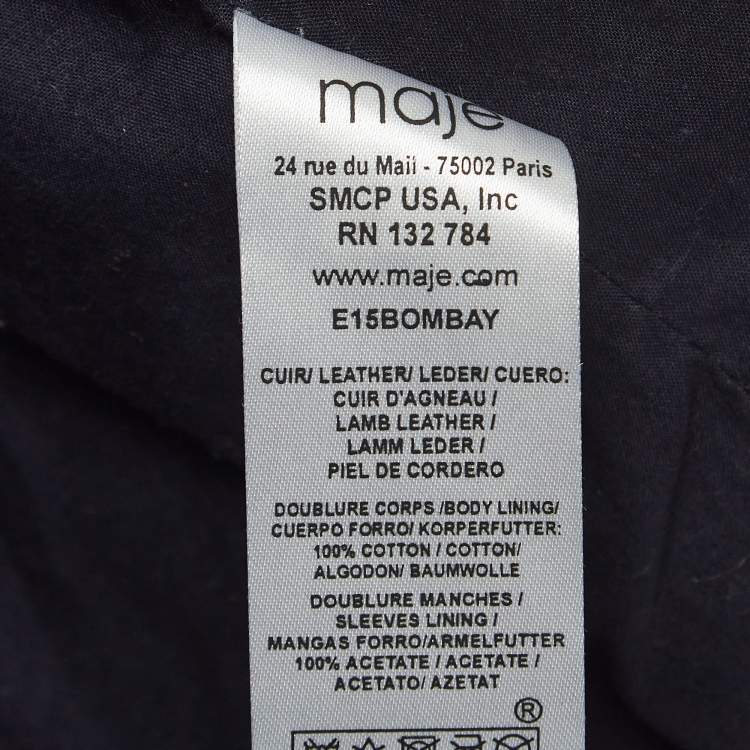 maje
24 rue du Mail - 75002 Paris
SMCP USA, Inc
RN 132 784
www.maje.com
E15BOMBAY
CUIR/ LEATHER/ LEDER/ CUERO:
CUIR D'AGNEAU /
LAMB LEATHER /
LAMM LEDER /
PIEL DE CORDERO
DOUBLURE CORPS /BODY LINING/
CUERPO FORRO/ KORPERFUTTER:
100% COTTON / COTTON/
ALGODON/ BAUMWOLLE
DOUBLURE MANCHES /
SLEEVES LINING /
MANGAS FORRO/ARMELFUTTER
100% ACETATE / ACETATE /
ACETATO/ AZETAT
®